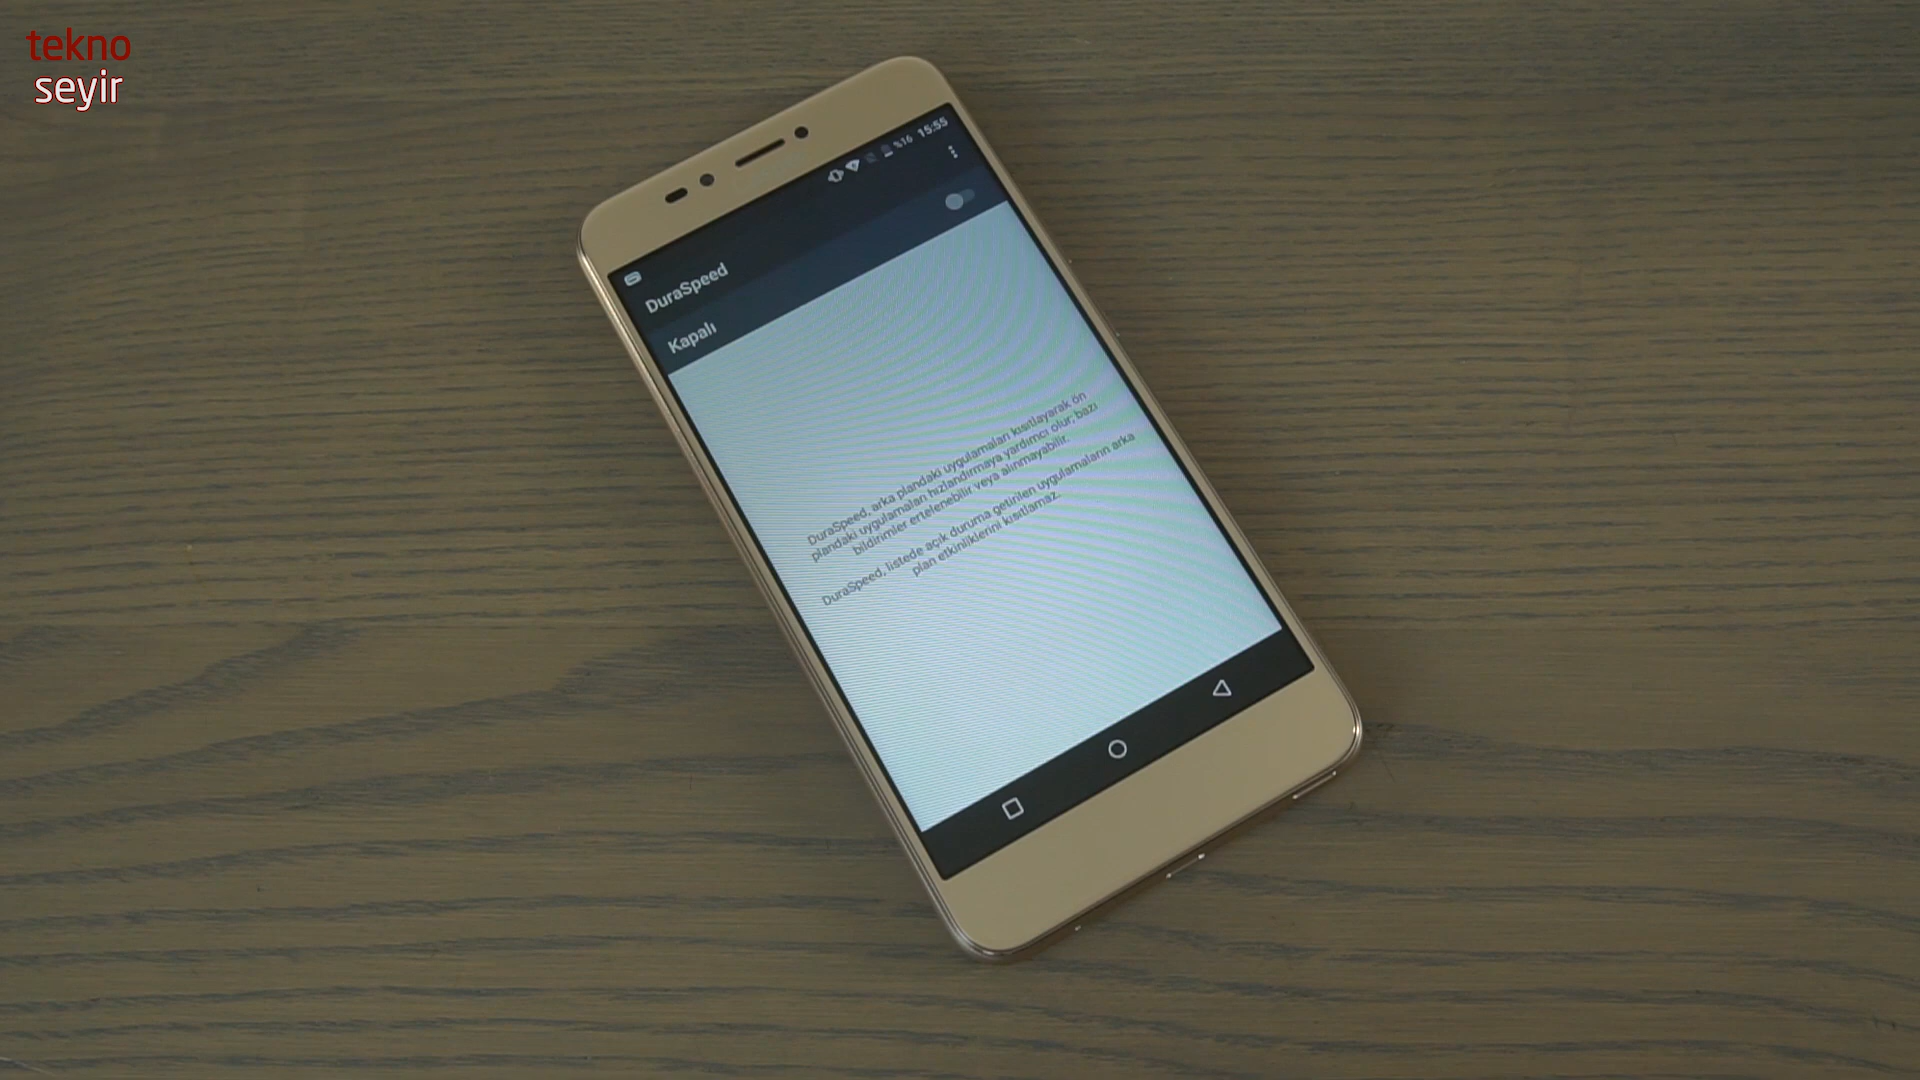 tekno
seyir
%16 15:55
DuraSpeed
Kapalı
DuraSpeed, arka plandaki uygulamaları kısıtlayarak ön
plandaki uygulamaları hızlandırmaya yardımcı olur; bazı
bildirimler ertelenebilir veya alınmayabilir.
DuraSpeed, listede açık duruma getirilen uygulamaların arka
plan etkinliklerini kısıtlamaz.